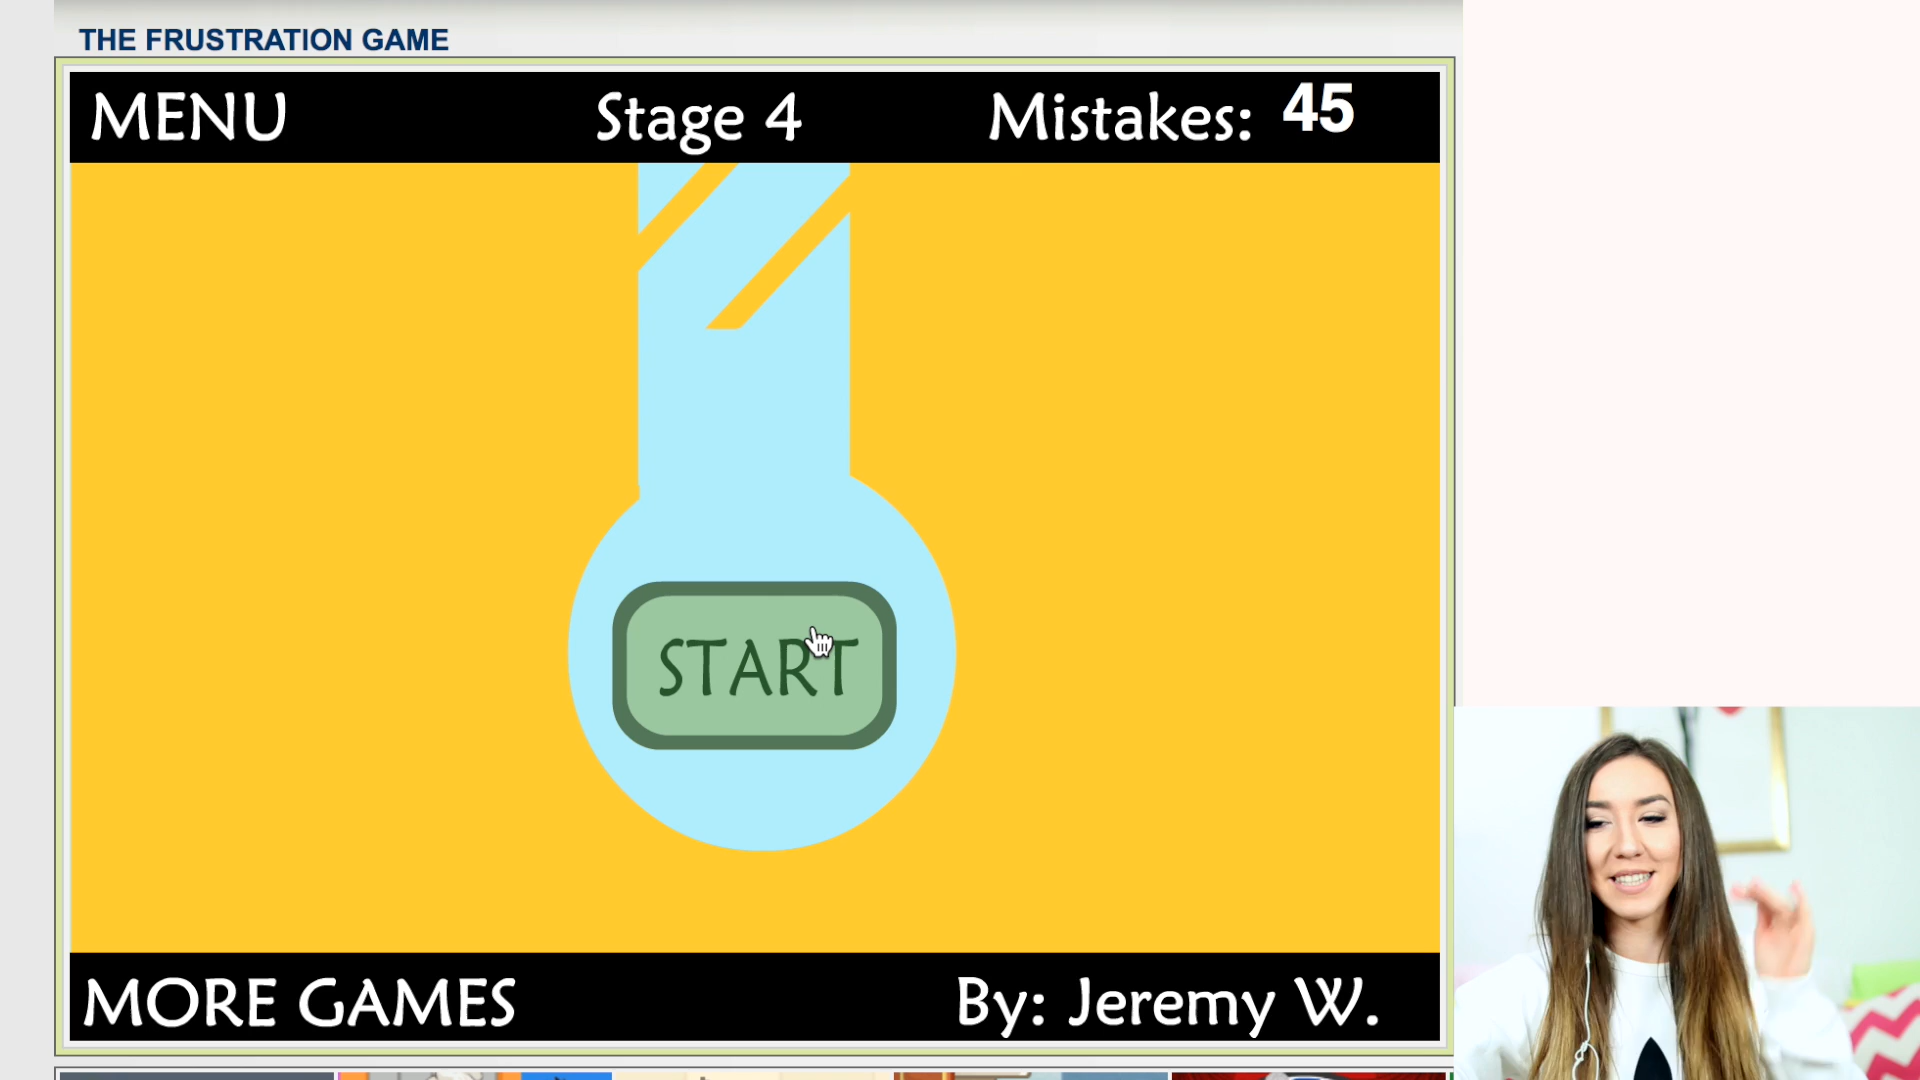 THE FRUSTRATION GAME
MENU Stage 4 Mistakes: 45
START
MORE GAMES By: Jeremy W.